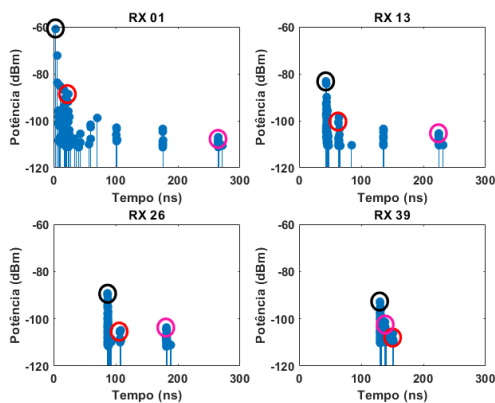 RX 01
Potência (dBm)
-60
-80
-100
-120
0 100 200 300
Tempo (ns)
RX 13
Potência (dBm)
-60
-80
-100
-120
0 100 200 300
Tempo (ns)
RX 26
Potência (dBm)
-60
-80
-100
-120
0 100 200 300
Tempo (ns)
RX 39
Potência (dBm)
-60
-80
-100
-120
0 100 200 300
Tempo (ns)